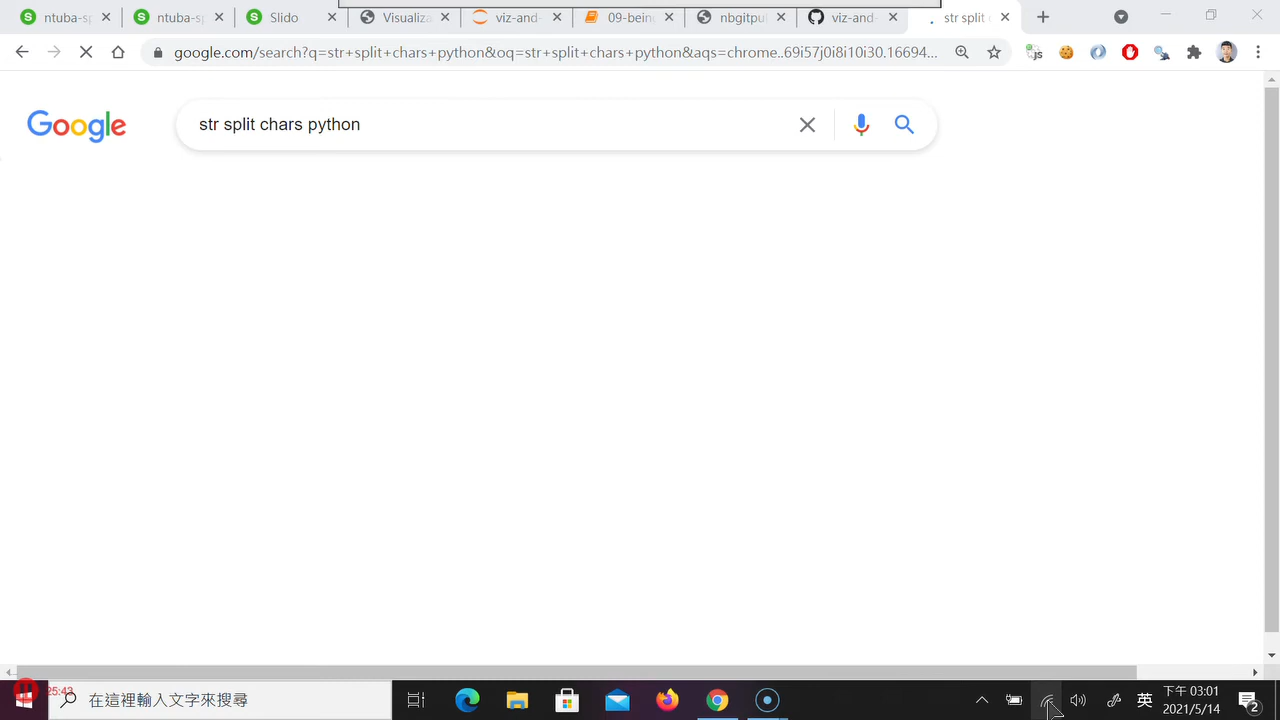 ntuba-sp
ntuba-sp
Slido
Visualiza
viz-and-
09-bein
nbgitpu
viz-and-
str split
google.com/search?q=str+split+chars+python&oq=str+split+chars+python&aqs=chrome..69i57j0i8i10i30.16694...
JS
Google
str split chars python
25:43
在這裡輸入文字來搜尋
英
下午 03:01
2021/5/14
2